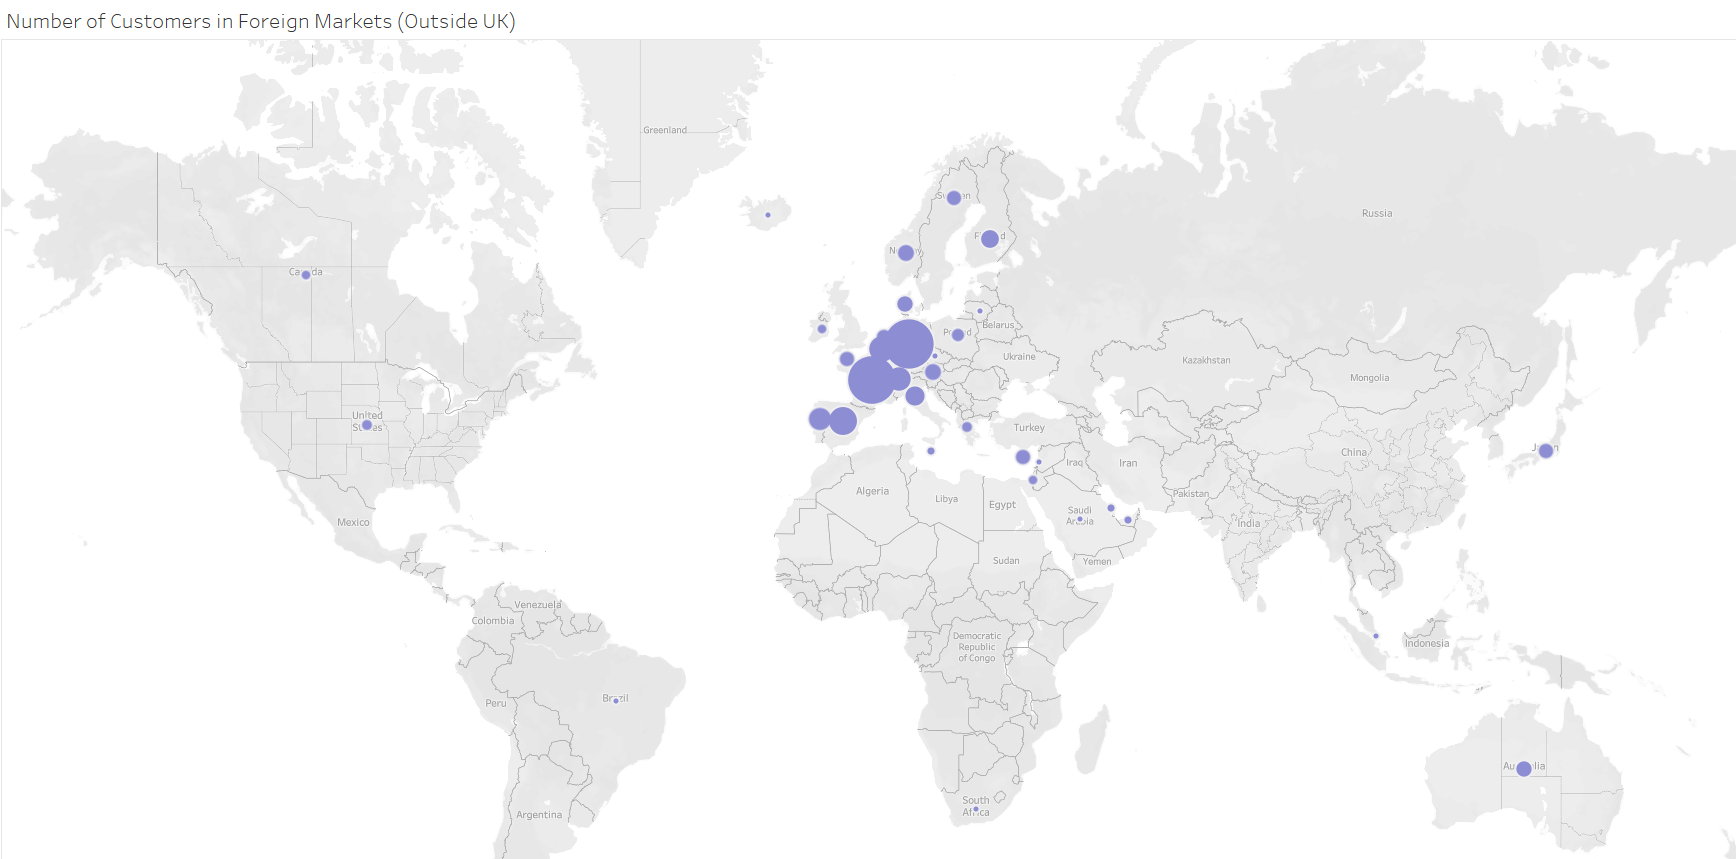 Number of Customers in Foreign Markets (Outside UK)
Greenland
Russia
Belarus
Ukraine
Kazakhstan
Mongolia
United
Turkey
China
Iraq
Iran
Algeria
Libya
Egypt
Pakistan
Saudi
India
Mexico
Sudan
Yemen
Venezuela
Colombia
Democratic
Republic
of Congo
Indonesia
Peru
South
Argentina